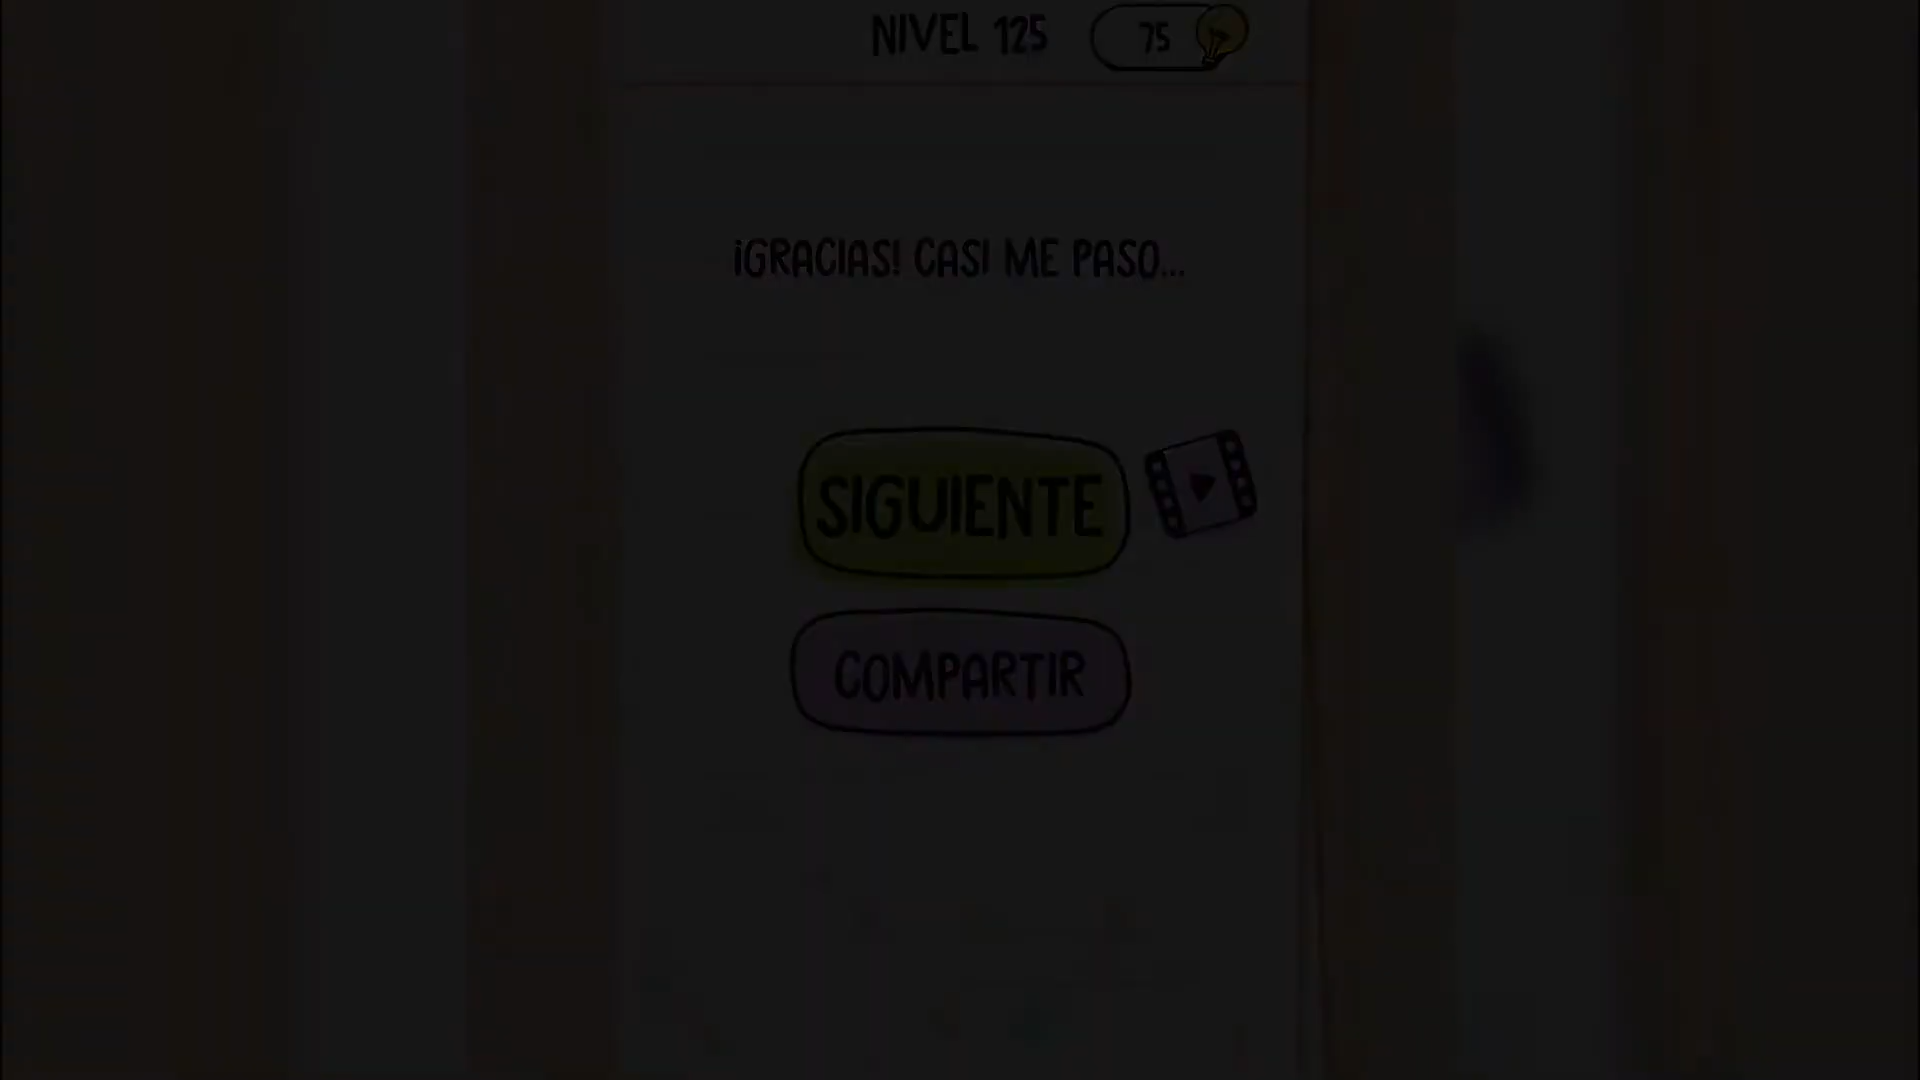 NIVEL 125
75
¡GRACIAS! CASI ME PASO...
SIGUIENTE
COMPARTIR